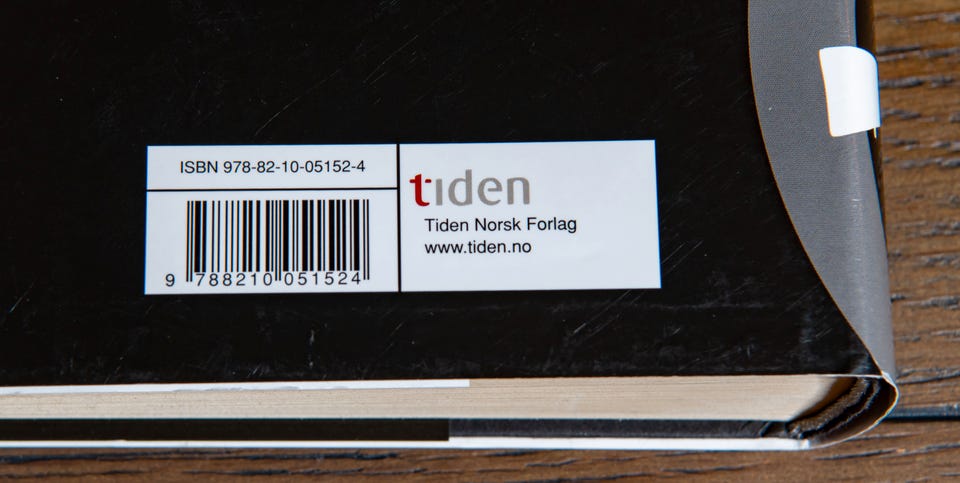 ISBN 978-82-10-05152-4
9 788210 051524
tiden
Tiden Norsk Forlag
www.tiden.no